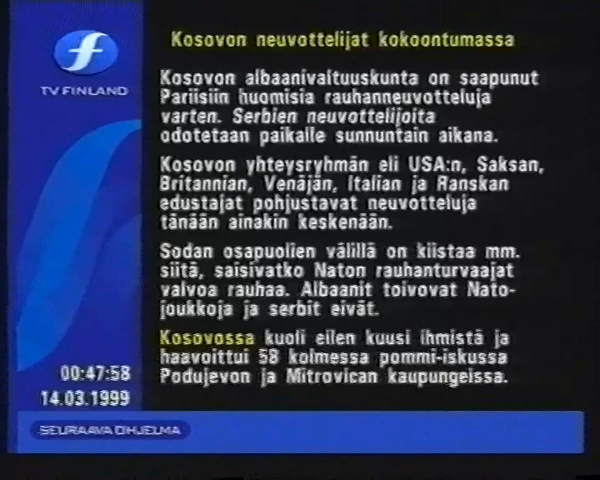 f
TV FINLAND
Kosovon neuvottelijat kokoontumassa
Kosovon albaanivaltuuskunta on saapunut
Pariisiin huomisia rauhanneuvotteluja
varten. Serbien neuvottelijoita
odotetaan paikalle sunnuntain aikana.
Kosovon yhteysryhmän eli USA:n, Saksan,
Britannian, Venäjän, Italian ja Ranskan
edustajat pohjustavat neuvotteluja
tänään ainakin keskenään.
Sodan osapuolien välillä on kiistaa mm.
siitä, saisivatko Naton rauhanturvaajat
valvoa rauhaa. Albaanit toivovat Nato-
joukkoja ja serbit eivät.
Kosovossa kuoli eilen kuusi ihmistä ja
haavoittui 58 kolmessa pommi-iskussa
Podujevon ja Mitrovican kaupungeissa.
00:47:58
14.03.1999
SEURAAVA OHJELMA